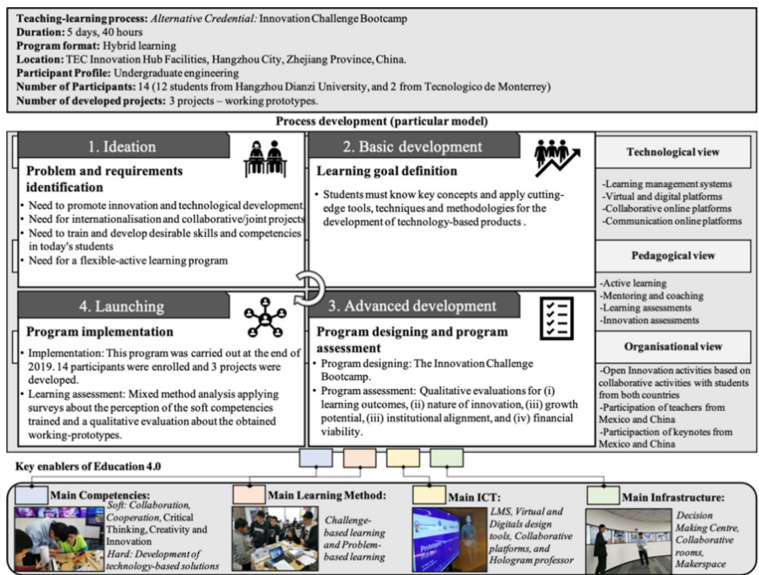 Teaching-learning process: Alternative Credential: Innovation Challenge Bootcamp
Duration: 5 days, 40 hours
Program format: Hybrid learning
Location: TEC Innovation Hub Facilities, Hangzhou City, Zhejiang Province, China.
Participant Profile: Undergraduate engineering
Number of Participants: 14 (12 students from Hangzhou Dianzi University, and 2 from Tecnologico de Monterrey)
Number of developed projects: 3 projects – working prototypes.
Process development (particular model)
1. Ideation
Problem and requirements
identification
• Need to promote innovation and technological development
• Need for internationalisation and collaborative/joint projects
• Need to train and develop desirable skills and competencies
in today's students
• Need for a flexible-active learning program
2. Basic development
Learning goal definition
• Students must know key concepts and apply cutting-
edge tools, techniques and methodologies for the
development of technology-based products .
4. Launching
Program implementation
• Implementation: This program was carried out at the end of
2019. 14 participants were enrolled and 3 projects were
developed.
• Learning assessment: Mixed method analysis applying
surveys about the perception of the soft competencies
trained and a qualitative evaluation about the obtained
working-prototypes.
3. Advanced development
Program designing and program
assessment
• Program designing: The Innovation Challenge
Bootcamp.
• Program assessment: Qualitative evaluations for (i)
learning outcomes, (ii) nature of innovation, (iii) growth
potential, (iii) institutional alignment, and (iv) financial
viability.
Technological view
-Learning management systems
-Virtual and digital platforms
-Collaborative online platforms
-Communication online platforms
Pedagogical view
-Active learning
-Mentoring and coaching
-Learning assessments
-Innovation assessments
Organisational view
-Open Innovation activities based on
collaborative activities with students
from both countries
-Participation of teachers from
Mexico and China
-Participaction of keynotes from
Mexico and China
Key enablers of Education 4.0
Main Competencies:
Soft: Collaboration,
Cooperation, Critical
Thinking, Creativity and
Innovation
Hard: Development of
technology-based solutions
Main Learning Method:
Challenge-
based learning
and Problem-
based learning
Main ICT:
LMS, Virtual and
Digitals design
tools, Collaborative
platforms, and
Hologram professor
Main Infrastructure:
Decision
Making Centre,
Collaborative
rooms,
Makerspace